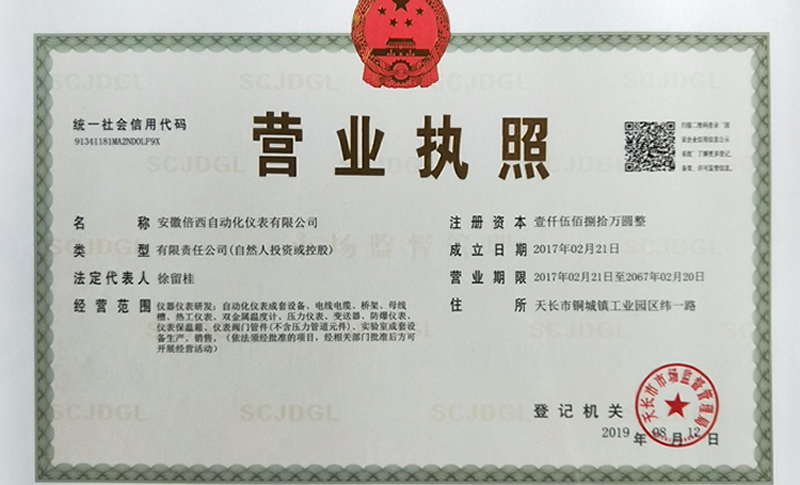 营业执照
统一社会信用代码
91341181MA2ND0LF9X
名 称 安徽倍西自动化仪表有限公司
类 型 有限责任公司(自然人投资或控股)
法定代表人 徐留桂
经营范围 仪器仪表研发；自动化仪表成套设备、电线电缆、桥架、母线
槽、热工仪表、双金属温度计、压力仪表、变送器、防爆仪表、
仪表保温箱、仪表阀门管件(不含压力管道元件)、实验室成套设
备生产、销售，（依法须经批准的项目，经相关部门批准后方可
开展经营活动）
注册资本 壹仟伍佰捌拾万圆整
成立日期 2017年02月21日
营业期限 2017年02月21日至2067年02月20日
住 所 天长市铜城镇工业园区纬一路
登记机关
天长市市场监督管理局
2019 年 08 月 12 日
SCJDGL